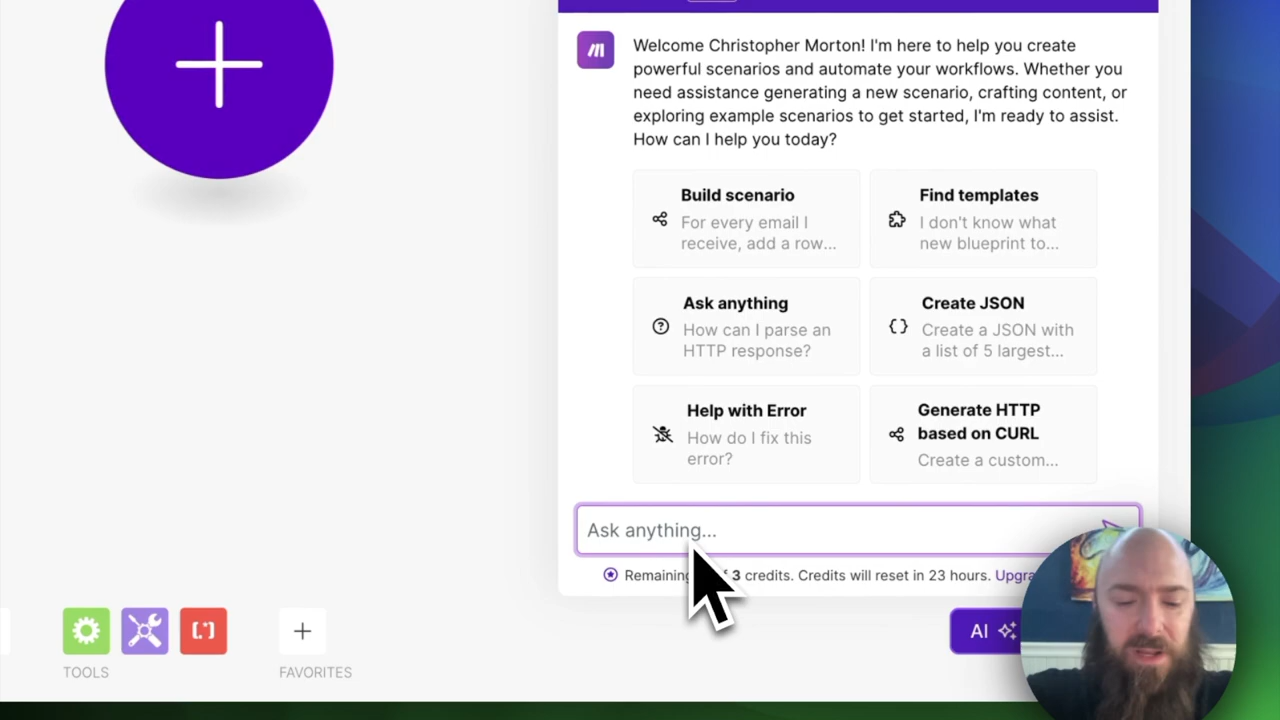 Welcome Christopher Morton! I'm here to help you create
powerful scenarios and automate your workflows. Whether you
need assistance generating a new scenario, crafting content, or
exploring example scenarios to get started, I'm ready to assist.
How can I help you today?
Build scenario
For every email I
receive, add a row...
Find templates
I don't know what
new blueprint to...
Ask anything
How can I parse an
HTTP response?
Create JSON
Create a JSON with
a list of 5 largest...
Help with Error
How do I fix this
error?
Generate HTTP
based on CURL
Create a custom...
Ask anything...
Remaining 3 credits. Credits will reset in 23 hours.
AI
TOOLS
FAVORITES